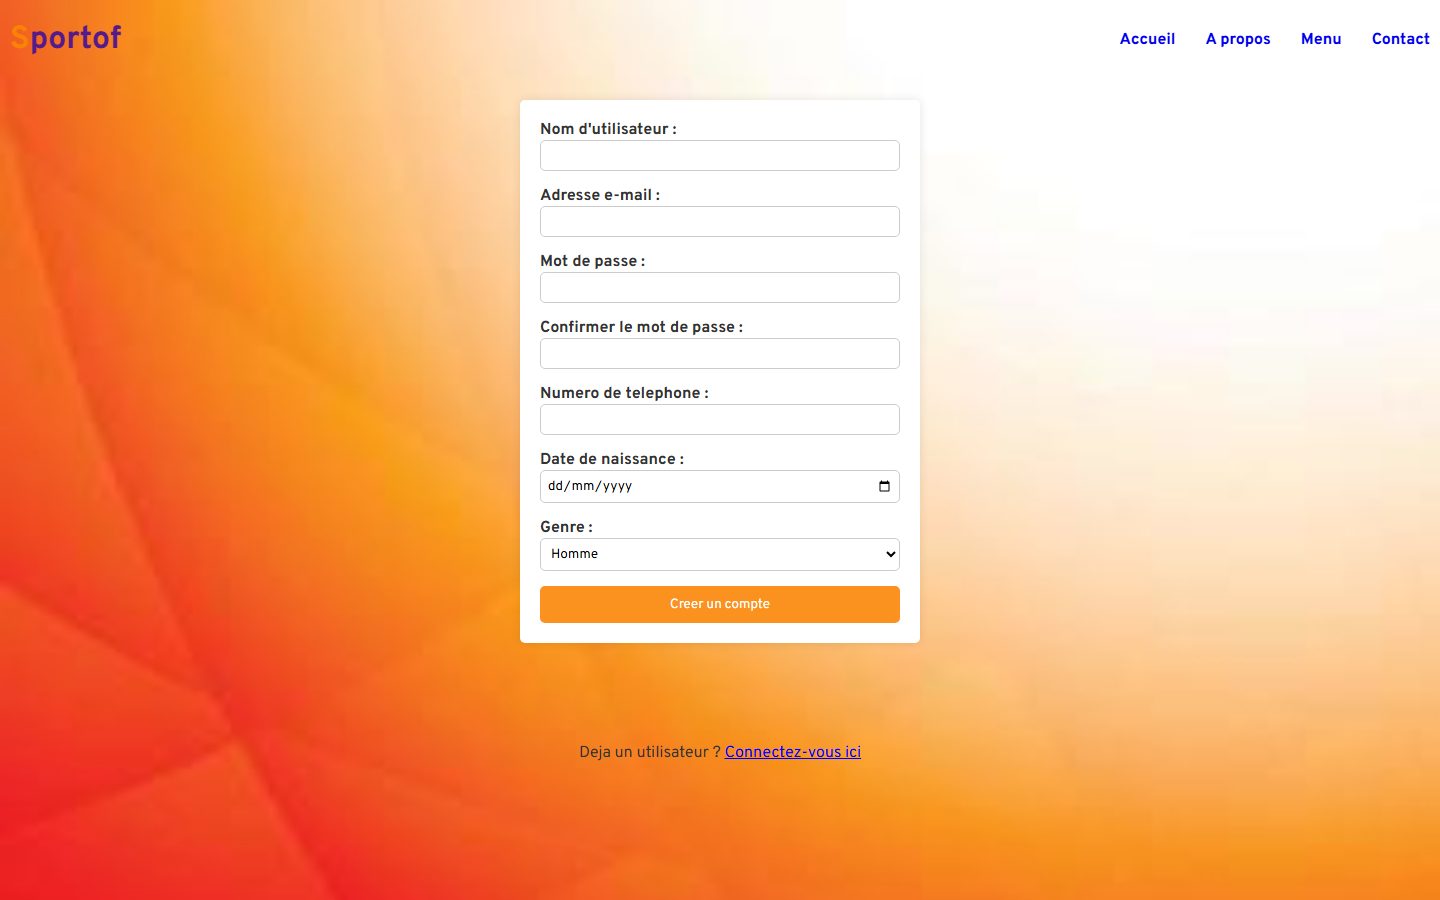 Sportof
Accueil A propos Menu Contact
Nom d'utilisateur :
Adresse e-mail :
Mot de passe :
Confirmer le mot de passe :
Numero de telephone :
Date de naissance :
dd/mm/yyyy
Genre :
Homme
Creer un compte
Deja un utilisateur ? Connectez-vous ici